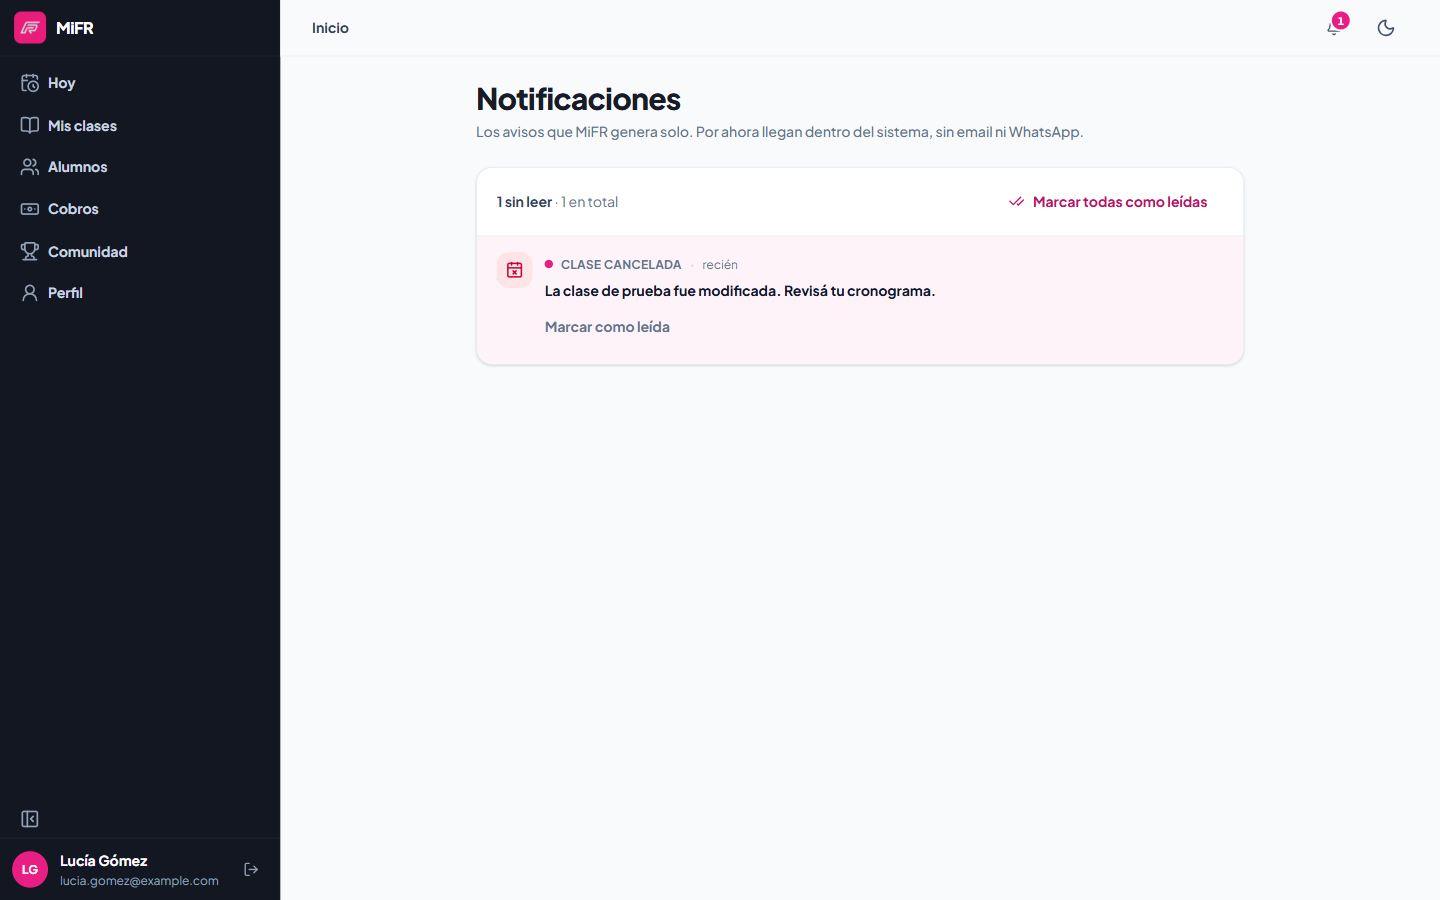 MiFR
Hoy
Mis clases
Alumnos
Cobros
Comunidad
Perfil
LG
Lucía Gómez
lucia.gomez@example.com
Inicio
1
Notificaciones
Los avisos que MiFR genera solo. Por ahora llegan dentro del sistema, sin email ni WhatsApp.
1 sin leer · 1 en total
Marcar todas como leídas
CLASE CANCELADA · recién
La clase de prueba fue modificada. Revisá tu cronograma.
Marcar como leída